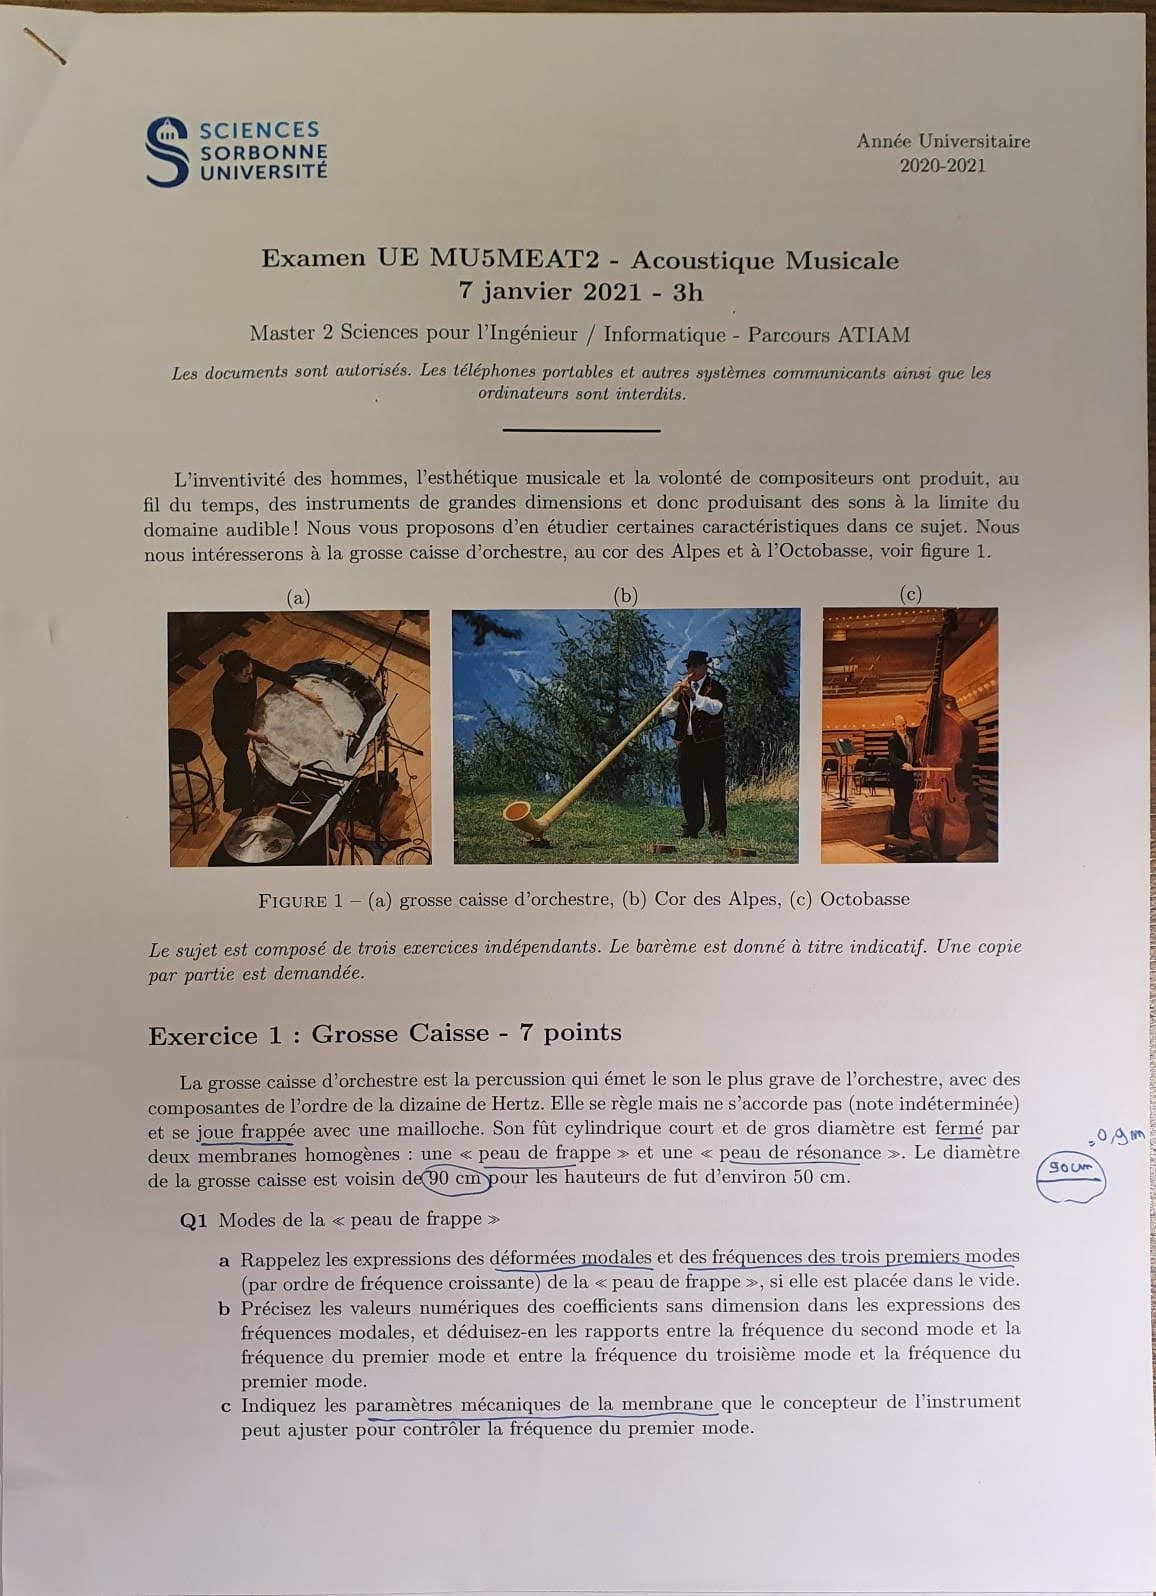 SCIENCES
SORBONNE
UNIVERSITÉ
Année Universitaire
2020-2021
Examen UE MU5MEAT2 - Acoustique Musicale
7 janvier 2021 - 3h
Master 2 Sciences pour l'Ingénieur / Informatique - Parcours ATIAM
Les documents sont autorisés. Les téléphones portables et autres systèmes communicants ainsi que les
ordinateurs sont interdits.
L'inventivité des hommes, l'esthétique musicale et la volonté de compositeurs ont produit, au
fil du temps, des instruments de grandes dimensions et donc produisant des sons à la limite du
domaine audible! Nous vous proposons d'en étudier certaines caractéristiques dans ce sujet. Nous
nous intéresserons à la grosse caisse d'orchestre, au cor des Alpes et à l'Octobasse, voir figure 1.
(a) (b) (c)
FIGURE 1 – (a) grosse caisse d'orchestre, (b) Cor des Alpes, (c) Octobasse
Le sujet est composé de trois exercices indépendants. Le barème est donné à titre indicatif. Une copie
par partie est demandée.
Exercice 1 : Grosse Caisse - 7 points
La grosse caisse d'orchestre est la percussion qui émet le son le plus grave de l'orchestre, avec des
composantes de l'ordre de la dizaine de Hertz. Elle se règle mais ne s'accorde pas (note indéterminée)
et se joue frappée avec une mailloche. Son fût cylindrique court et de gros diamètre est fermé par
deux membranes homogènes : une « peau de frappe » et une « peau de résonance ». Le diamètre
de la grosse caisse est voisin de 90 cm pour les hauteurs de fut d'environ 50 cm.
= 0,9 m
90 cm
Q1 Modes de la « peau de frappe »
a Rappelez les expressions des déformées modales et des fréquences des trois premiers modes
(par ordre de fréquence croissante) de la « peau de frappe », si elle est placée dans le vide.
b Précisez les valeurs numériques des coefficients sans dimension dans les expressions des
fréquences modales, et déduisez-en les rapports entre la fréquence du second mode et la
fréquence du premier mode et entre la fréquence du troisième mode et la fréquence du
premier mode.
c Indiquez les paramètres mécaniques de la membrane que le concepteur de l'instrument
peut ajuster pour contrôler la fréquence du premier mode.